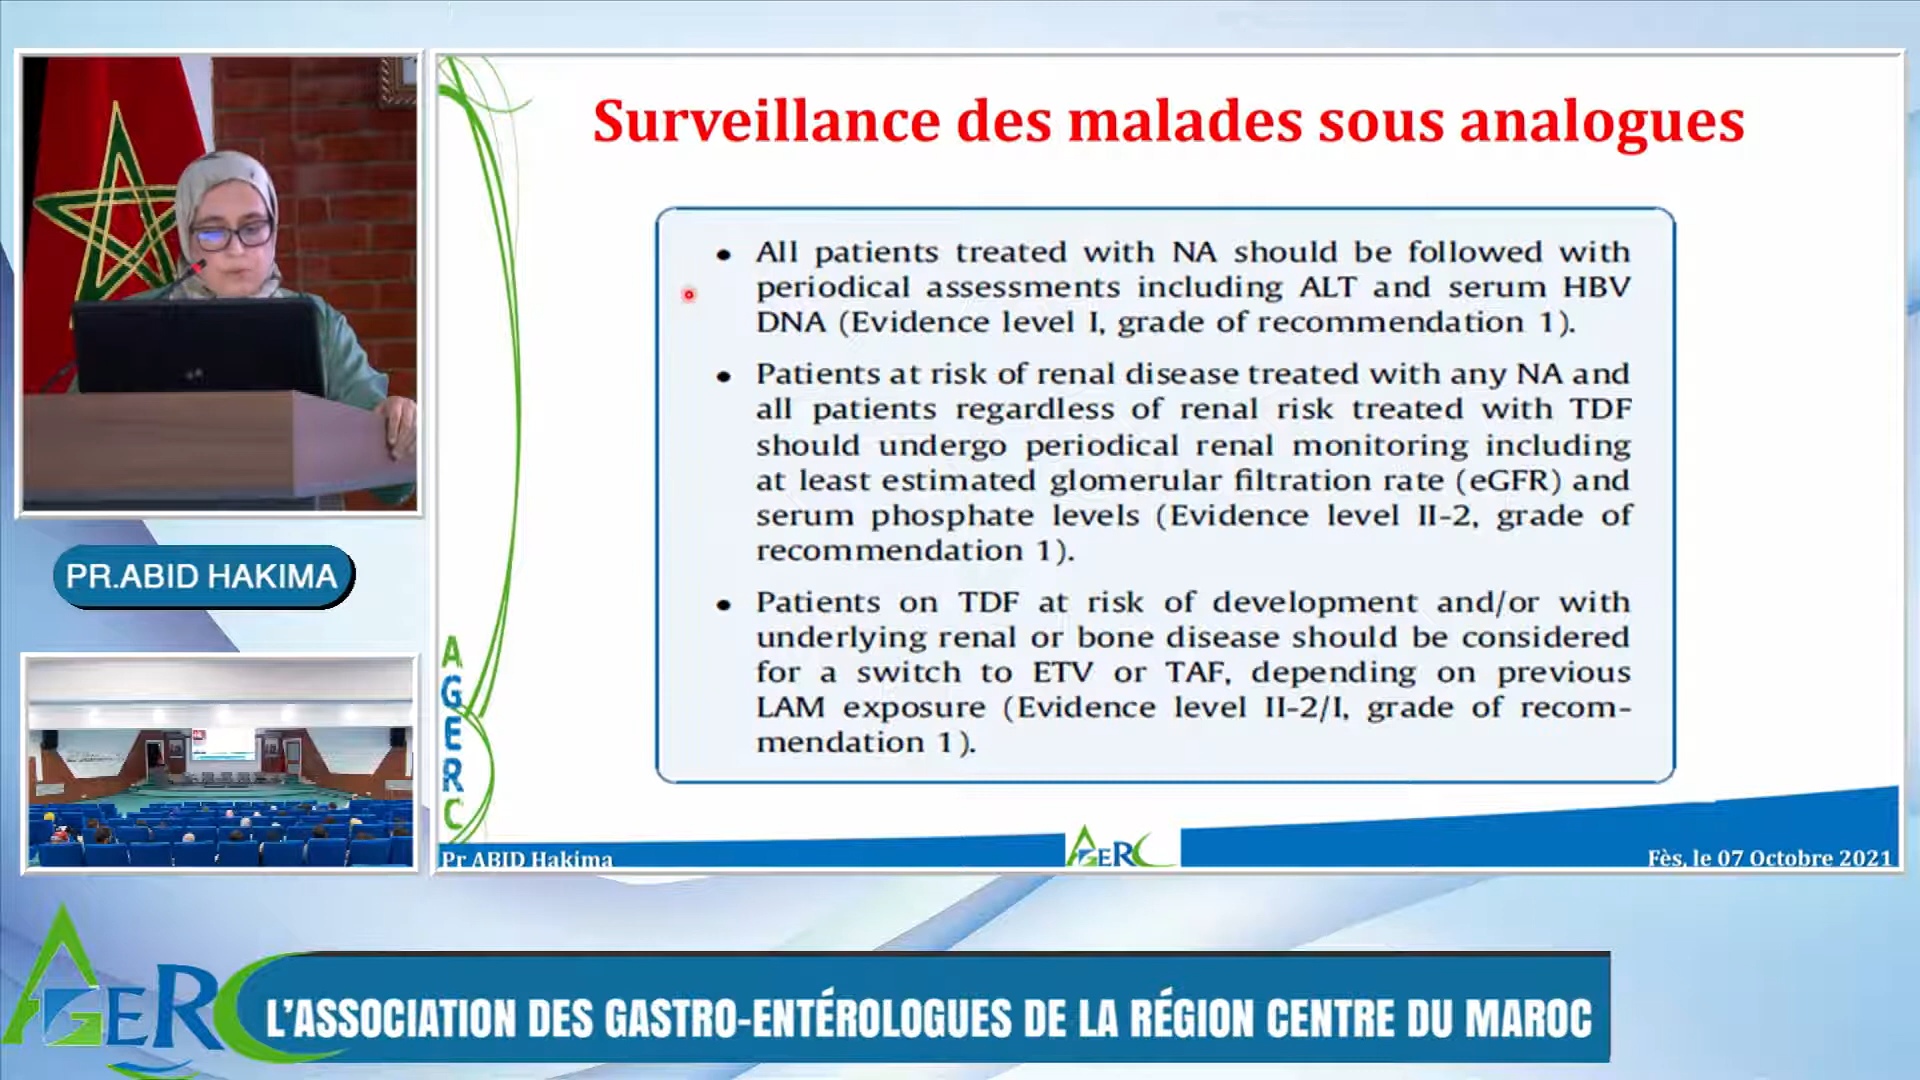 Surveillance des malades sous analogues
• All patients treated with NA should be followed with
periodical assessments including ALT and serum HBV
DNA (Evidence level I, grade of recommendation 1).
• Patients at risk of renal disease treated with any NA and
all patients regardless of renal risk treated with TDF
should undergo periodical renal monitoring including
at least estimated glomerular filtration rate (eGFR) and
serum phosphate levels (Evidence level II-2, grade of
recommendation 1).
• Patients on TDF at risk of development and/or with
underlying renal or bone disease should be considered
for a switch to ETV or TAF, depending on previous
LAM exposure (Evidence level II-2/I, grade of recom-
mendation 1).
PR.ABID HAKIMA
AGERC
Pr ABID Hakima
AGERC
Fès, le 07 Octobre 2021
AGERC
L'ASSOCIATION DES GASTRO-ENTÉROLOGUES DE LA RÉGION CENTRE DU MAROC